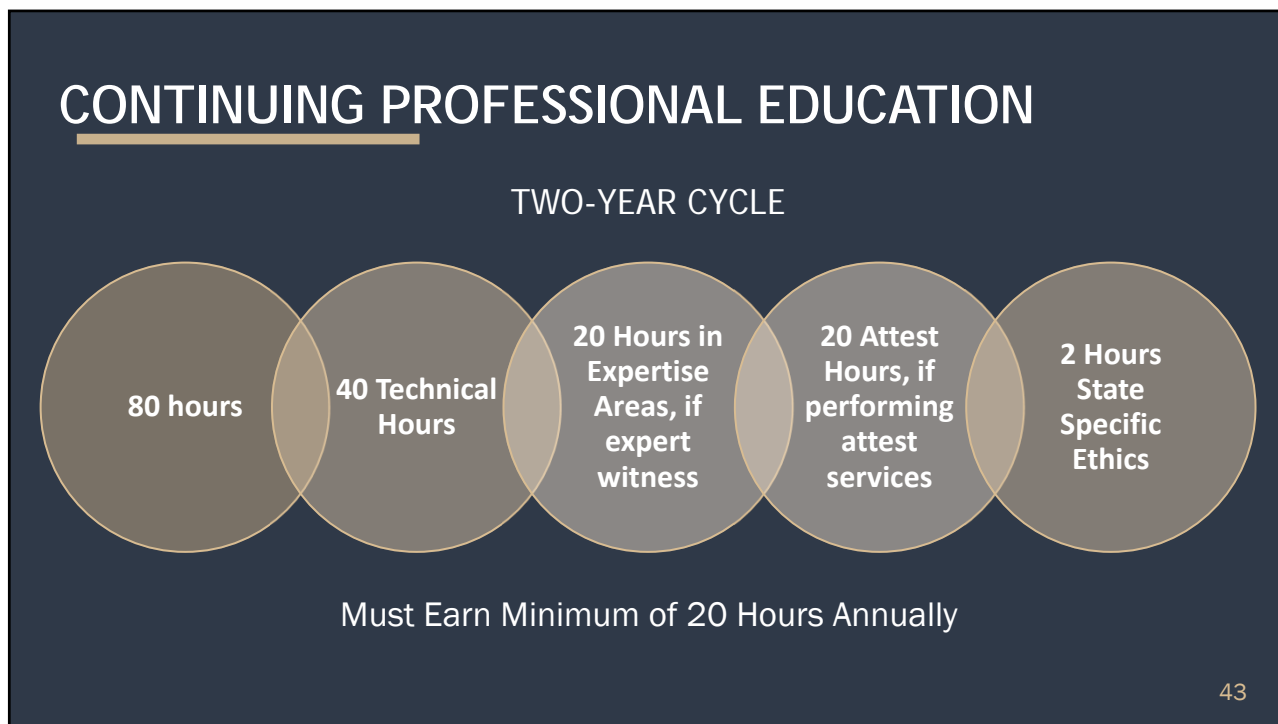 CONTINUING PROFESSIONAL EDUCATION
TWO-YEAR CYCLE
80 hours
40 Technical
Hours
20 Hours in
Expertise
Areas, if
expert
witness
20 Attest
Hours, if
performing
attest
services
2 Hours
State
Specific
Ethics
Must Earn Minimum of 20 Hours Annually
43